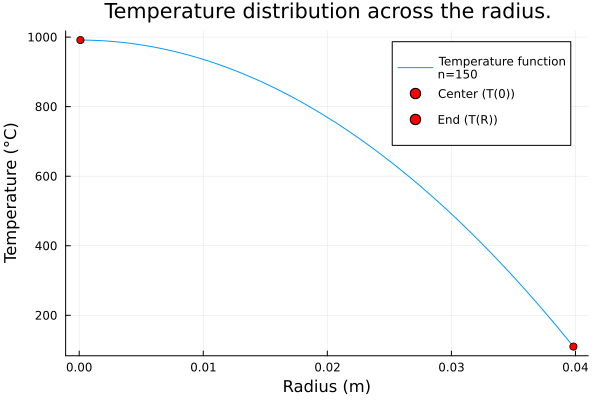 Temperature distribution across the radius.
Temperature (°C)
1000
800
600
400
200
Temperature function
n=150
Center (T(0))
End (T(R))
0.00
0.01
0.02
0.03
0.04
Radius (m)